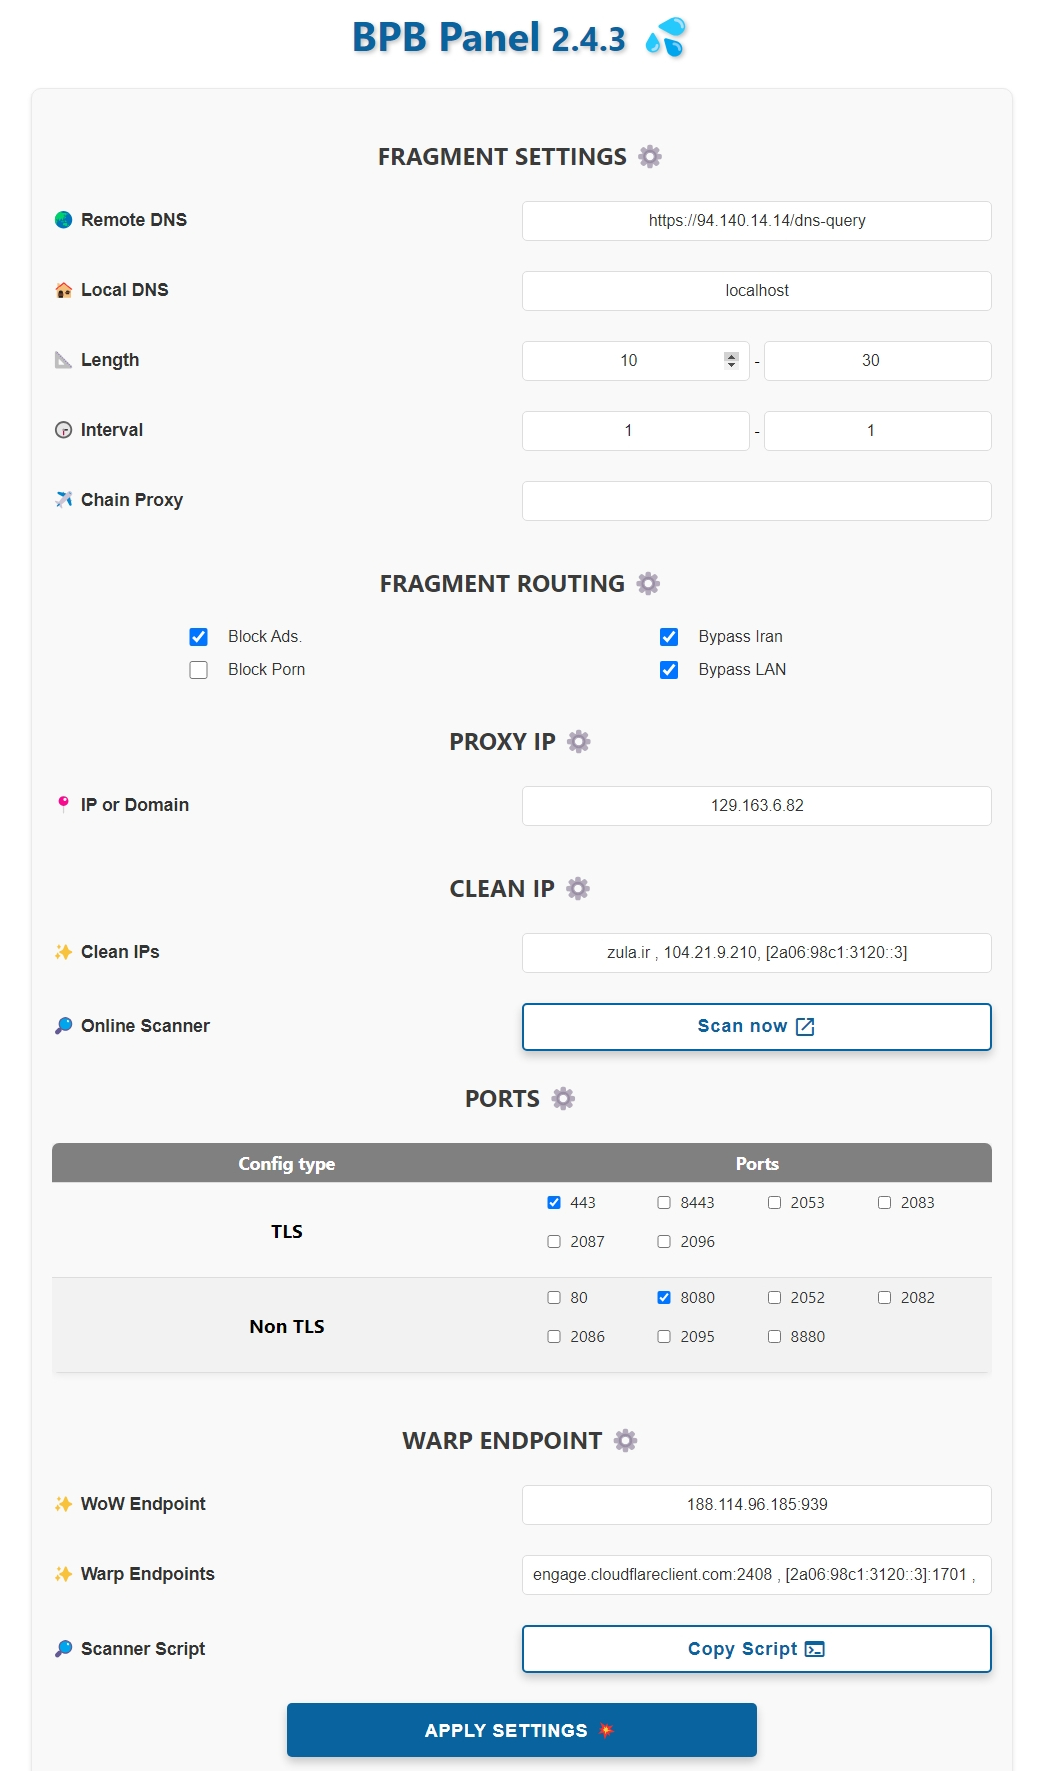 BPB Panel 2.4.3 💦
FRAGMENT SETTINGS ⚙️
Remote DNS https://94.140.14.14/dns-query
Local DNS localhost
Length 10 - 30
Interval 1 - 1
Chain Proxy
FRAGMENT ROUTING ⚙️
Block Ads. Bypass Iran
Block Porn Bypass LAN
PROXY IP ⚙️
IP or Domain 129.163.6.82
CLEAN IP ⚙️
Clean IPs zula.ir , 104.21.9.210, [2a06:98c1:3120::3]
Online Scanner Scan now
PORTS ⚙️
Config type Ports
TLS
443 8443 2053 2083
2087 2096
Non TLS
80 8080 2052 2082
2086 2095 8880
WARP ENDPOINT ⚙️
WoW Endpoint 188.114.96.185:939
Warp Endpoints engage.cloudflareclient.com:2408 , [2a06:98c1:3120::3]:1701 ,
Scanner Script Copy Script
APPLY SETTINGS 💥